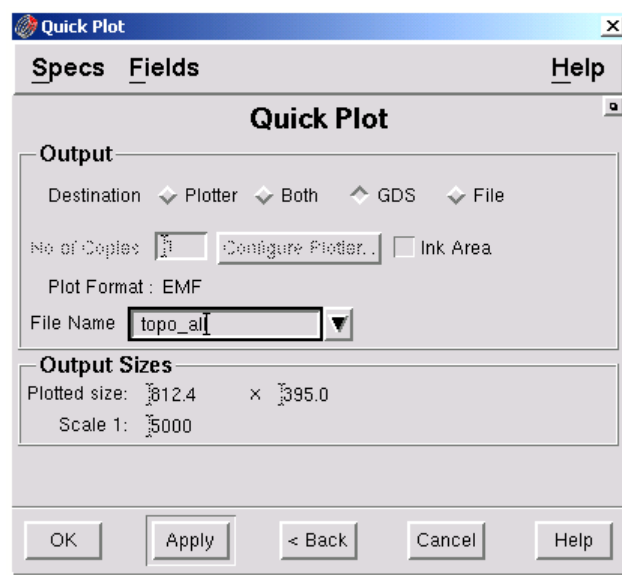 Quick Plot
Specs Fields Help
Quick Plot
Output
Destination Plotter Both GDS File
No of Copies 1 Configure Plotter... Ink Area
Plot Format : EMF
File Name topo_all
Output Sizes
Plotted size: 812.4 × 395.0
Scale 1: 5000
OK Apply < Back Cancel Help